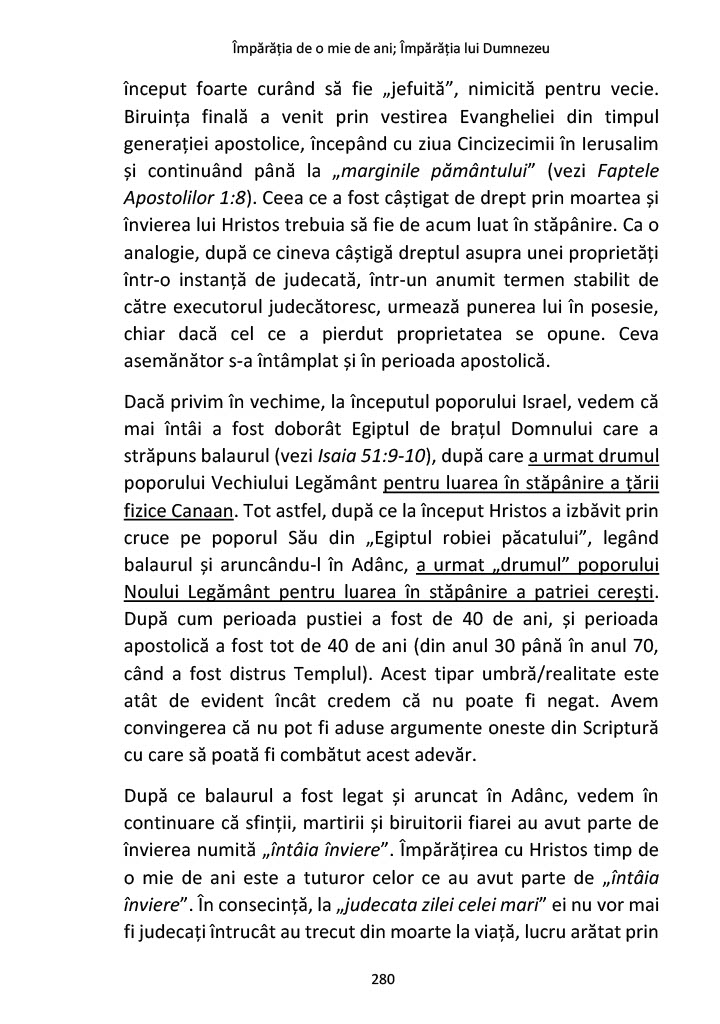 Împărăția de o mie de ani; Împărăția lui Dumnezeu
început foarte curând să fie „jefuită”, nimicită pentru vecie.
Biruința finală a venit prin vestirea Evangheliei din timpul
generației apostolice, începând cu ziua Cincizecimii în Ierusalim
și continuând până la „marginile pământului” (vezi Faptele
Apostolilor 1:8). Ceea ce a fost câștigat de drept prin moartea și
învierea lui Hristos trebuia să fie de acum luat în stăpânire. Ca o
analogie, după ce cineva câștigă dreptul asupra unei proprietăți
într-o instanță de judecată, într-un anumit termen stabilit de
către executorul judecătoresc, urmează punerea lui în posesie,
chiar dacă cel ce a pierdut proprietatea se opune. Ceva
asemănător s-a întâmplat și în perioada apostolică.
Dacă privim în vechime, la începutul poporului Israel, vedem că
mai întâi a fost doborât Egiptul de brațul Domnului care a
străpuns balaurul (vezi Isaia 51:9-10), după care a urmat drumul
poporului Vechiului Legământ pentru luarea în stăpânire a țării
fizice Canaan. Tot astfel, după ce la început Hristos a izbăvit prin
cruce pe poporul Său din „Egiptul robiei păcatului”, legând
balaurul și aruncându-l în Adânc, a urmat „drumul” poporului
Noului Legământ pentru luarea în stăpânire a patriei cerești.
După cum perioada pustiei a fost de 40 de ani, și perioada
apostolică a fost tot de 40 de ani (din anul 30 până în anul 70,
când a fost distrus Templul). Acest tipar umbră/realitate este
atât de evident încât credem că nu poate fi negat. Avem
convingerea că nu pot fi aduse argumente oneste din Scriptură
cu care să poată fi combătut acest adevăr.
După ce balaurul a fost legat și aruncat în Adânc, vedem în
continuare că sfinții, martirii și biruitorii fiarei au avut parte de
învierea numită „întâia înviere”. Împărățirea cu Hristos timp de
o mie de ani este a tuturor celor ce au avut parte de „întâia
înviere”. În consecință, la „judecata zilei celei mari” ei nu vor mai
fi judecați întrucât au trecut din moarte la viață, lucru arătat prin
280